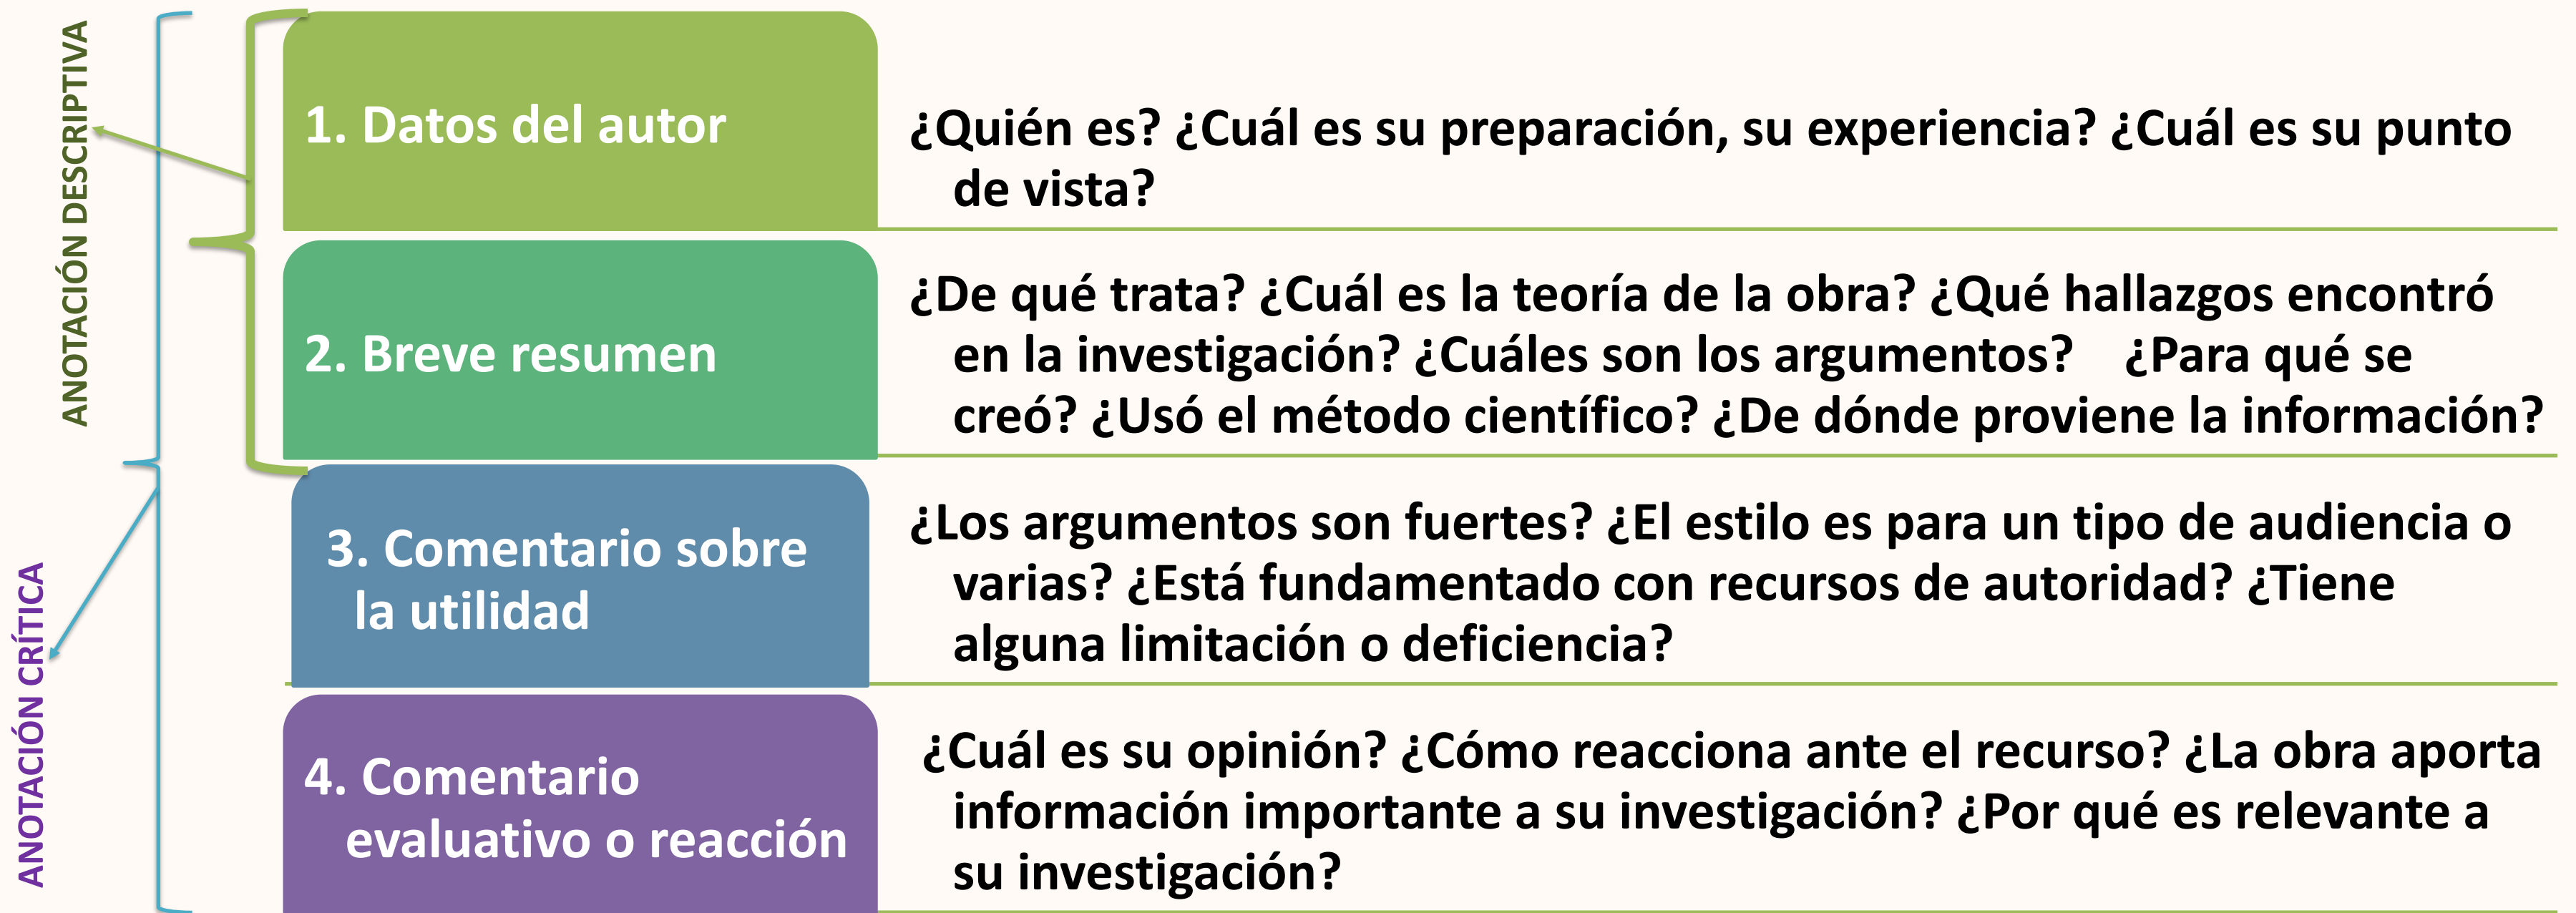 ANOTACIÓN DESCRIPTIVA
1. Datos del autor
¿Quién es? ¿Cuál es su preparación, su experiencia? ¿Cuál es su punto
de vista?
2. Breve resumen
¿De qué trata? ¿Cuál es la teoría de la obra? ¿Qué hallazgos encontró
en la investigación? ¿Cuáles son los argumentos? ¿Para qué se
creó? ¿Usó el método científico? ¿De dónde proviene la información?
ANOTACIÓN CRÍTICA
3. Comentario sobre
la utilidad
¿Los argumentos son fuertes? ¿El estilo es para un tipo de audiencia o
varias? ¿Está fundamentado con recursos de autoridad? ¿Tiene
alguna limitación o deficiencia?
4. Comentario
evaluativo o reacción
¿Cuál es su opinión? ¿Cómo reacciona ante el recurso? ¿La obra aporta
información importante a su investigación? ¿Por qué es relevante a
su investigación?